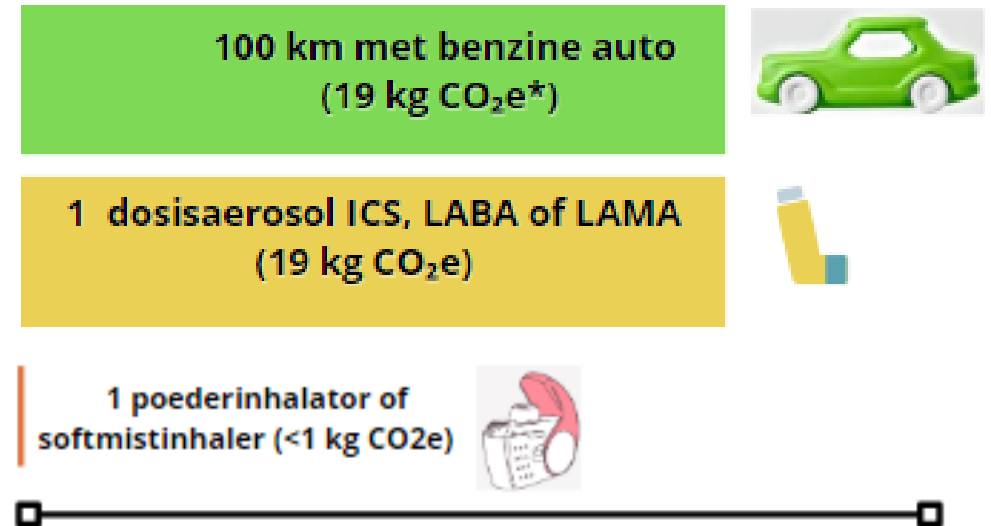 100 km met benzine auto
(19 kg CO₂e*)
1 dosisaerosol ICS, LABA of LAMA
(19 kg CO₂e)
1 poederinhalator of
softmistinhaler (<1 kg CO2e)